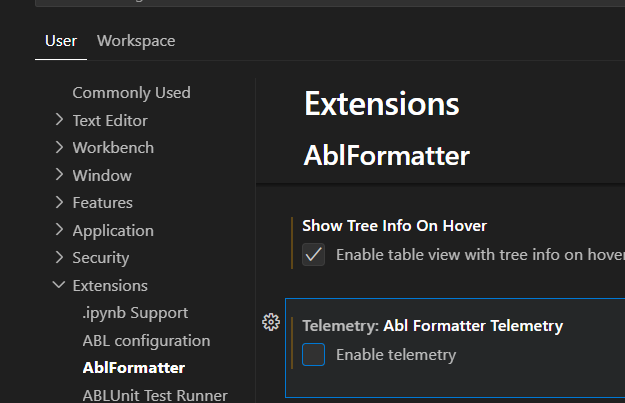 User Workspace
Commonly Used
Text Editor
Workbench
Window
Features
Application
Security
Extensions
.ipynb Support
ABL configuration
AblFormatter
ABLUnit Test Runner
Extensions
AblFormatter
Show Tree Info On Hover
Enable table view with tree info on hover
Telemetry: Abl Formatter Telemetry
Enable telemetry